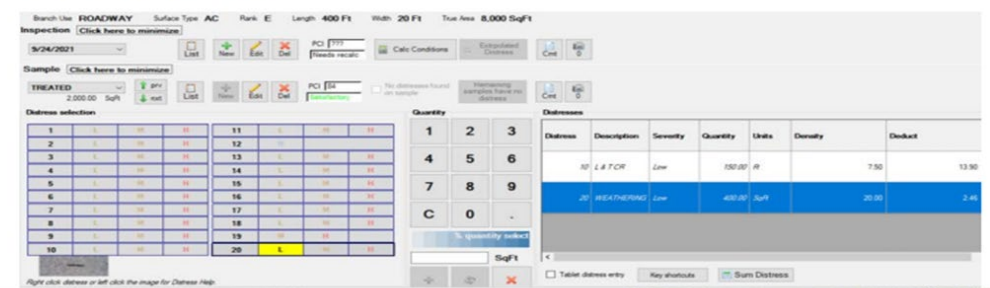 Branch Use ROADWAY Surface Type AC Rank E Length 400 Ft Width 20 Ft True Area 8,000 SqFt
Inspection Click here to minimize
9/24/2021 List New Edit Del PCI ??? Needs recalc Calc Conditions Extrapolated Distress Cmt 0
Sample Click here to minimize
TREATED prv List New Edit Del PCI 84 Satisfactory No distresses found on sample Remaining samples have no distress Cmt 0
2,000.00 SqFt nxt
Distress selection Quantity Distresses
1 L M H 11 L M H 1 2 3 Distress Description Severity Quantity Units Density Deduct
2 L M H 12 M
3 L M H 13 L M H 4 5 6 10 L & T CR Low 150.00 Ft 7.50 13.90
4 L M H 14 L M H
5 L M H 15 L M H 7 8 9 20 WEATHERING Low 400.00 SqFt 20.00 2.46
6 L M H 16 L M H
7 L M H 17 L M H C 0 .
8 L M H 18 L M H
9 L M H 19 M H % quantity select
10 L M H 20 L M H SqFt
Right click distress or left click the image for Distress Help. Tablet distress entry Key shortcuts Sum Distress